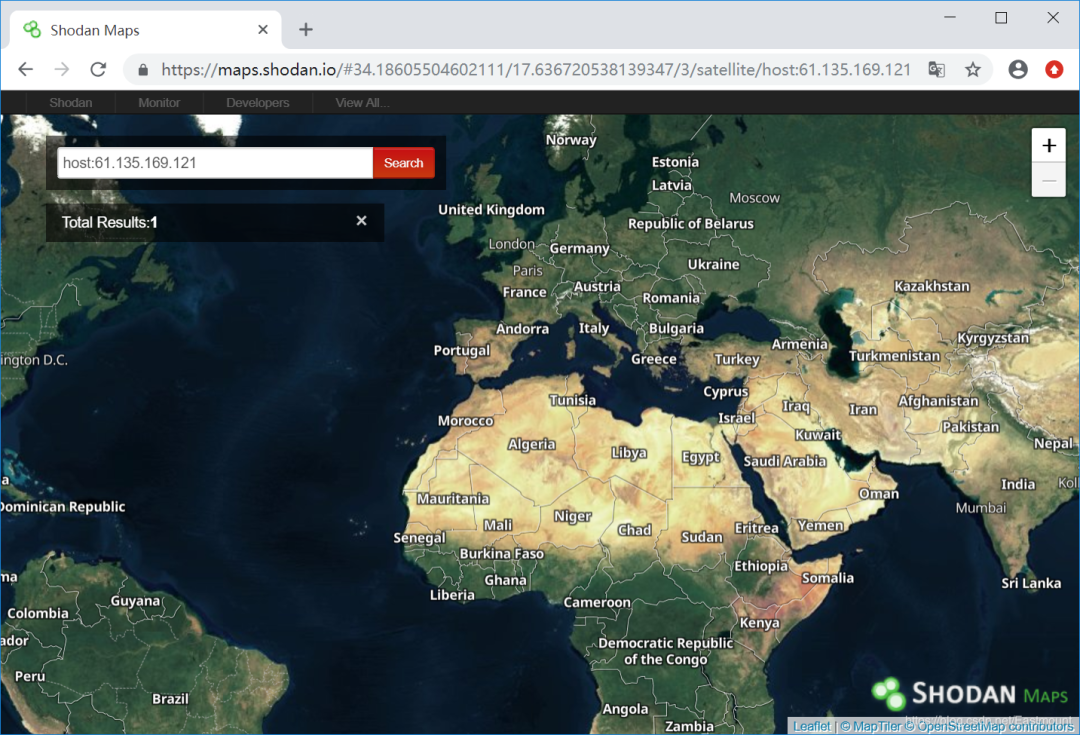 Shodan Maps
https://maps.shodan.io/#34.18605504602111/17.636720538139347/3/satellite/host:61.135.169.121
Shodan Monitor Developers View All...
host:61.135.169.121 Search
Total Results:1
+
−
Norway
Estonia
Latvia
Moscow
United Kingdom
Republic of Belarus
London
Germany
Ukraine
Paris
France
Austria
Kazakhstan
Romania
Andorra
Italy
Bulgaria
Kyrgyzstan
Armenia
ington D.C.
Portugal
Greece
Turkey
Turkmenistan
Cyprus
Tunisia
Afghanistan
Iraq
Iran
Morocco
Israel
Pakistan
Kuwait
Algeria
Libya
Egypt
Nepal
Saudi Arabia
a
India
Kol
Mauritania
Oman
Dominican Republic
Mumbai
Mali
Niger
Chad
Eritrea
Yemen
Senegal
Sudan
Burkina Faso
Ethiopia
ma
Ghana
Somalia
Sri Lanka
Liberia
Guyana
Cameroon
Colombia
Kenya
ador
Democratic Republic
of the Congo
Peru
Brazil
SHODAN MAPS
Angola
https://blog.csdn.net/Eastmount
Zambia
Leaflet | © MapTiler © OpenStreetMap contributors